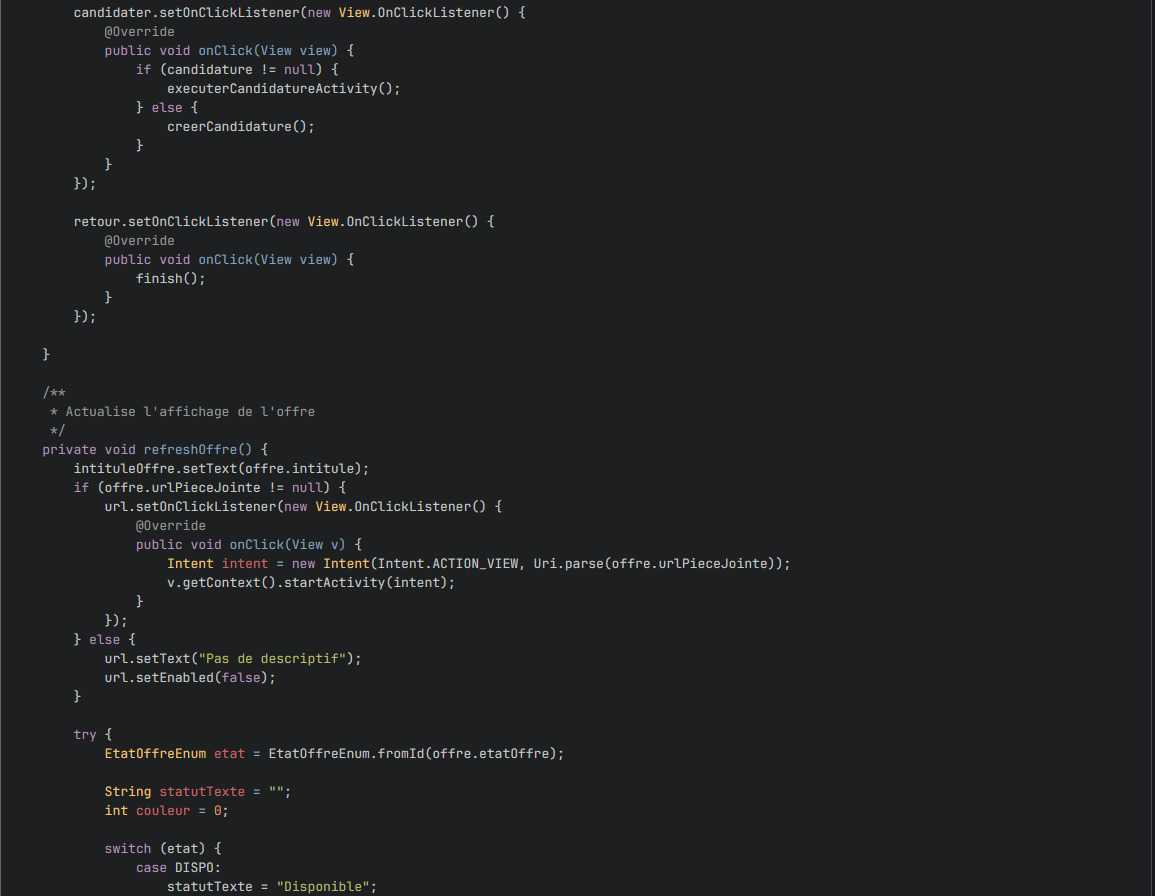 candidater.setOnClickListener(new View.OnClickListener() {
@Override
public void onClick(View view) {
if (candidature != null) {
executerCandidatureActivity();
} else {
creerCandidature();
}
}
});
retour.setOnClickListener(new View.OnClickListener() {
@Override
public void onClick(View view) {
finish();
}
});
}
/**
* Actualise l'affichage de l'offre
*/
private void refreshOffre() {
intituleOffre.setText(offre.intitule);
if (offre.urlPieceJointe != null) {
url.setOnClickListener(new View.OnClickListener() {
@Override
public void onClick(View v) {
Intent intent = new Intent(Intent.ACTION_VIEW, Uri.parse(offre.urlPieceJointe));
v.getContext().startActivity(intent);
}
});
} else {
url.setText("Pas de descriptif");
url.setEnabled(false);
}
try {
EtatOffreEnum etat = EtatOffreEnum.fromId(offre.etatOffre);
String statutTexte = "";
int couleur = 0;
switch (etat) {
case DISPO:
statutTexte = "Disponible";